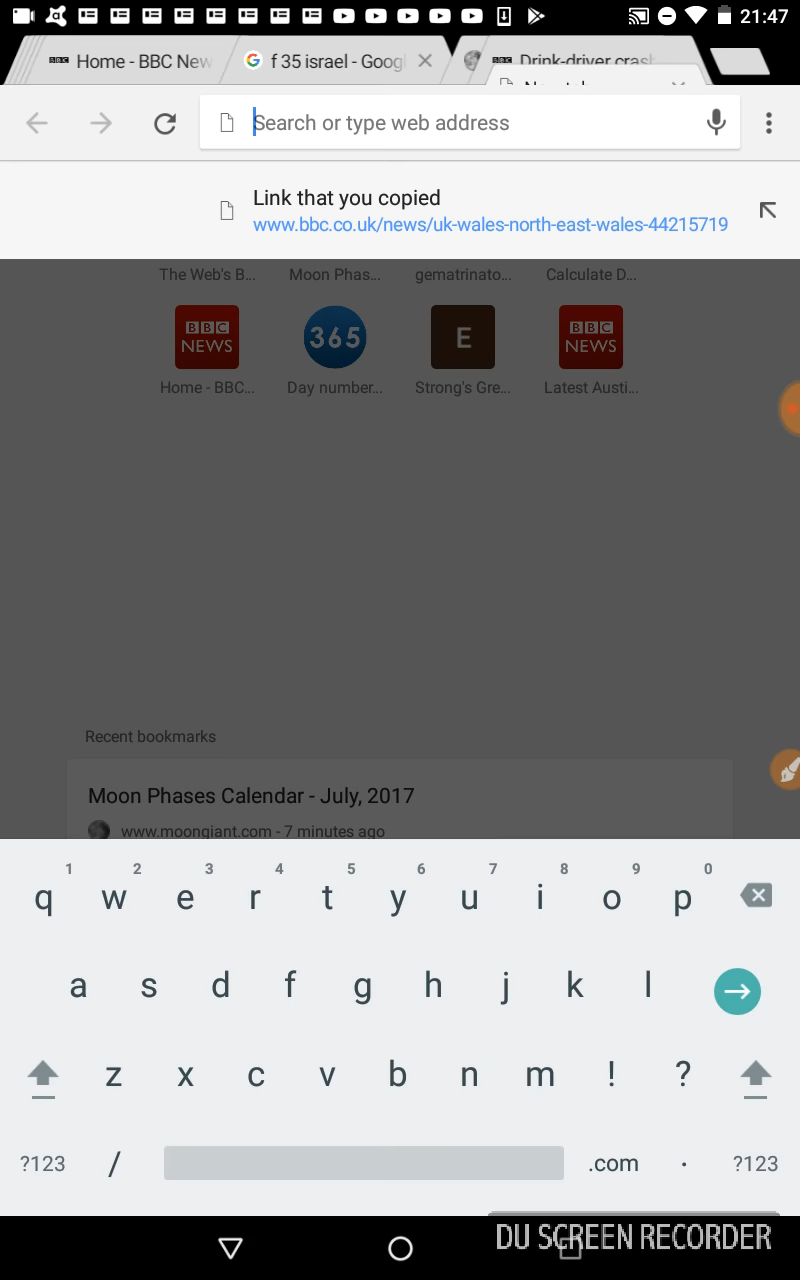 21:47
Home - BBC New
f 35 israel - Googl
Drink-driver crash
Search or type web address
Link that you copied
www.bbc.co.uk/news/uk-wales-north-east-wales-44215719
The Web's B... Moon Phas... gematrinato... Calculate D...
BBC NEWS 365 E BBC NEWS
Home - BBC... Day number... Strong's Gre... Latest Austi...
Recent bookmarks
Moon Phases Calendar - July, 2017
www.moongiant.com - 7 minutes ago
1 2 3 4 5 6 7 8 9 0
q w e r t y u i o p
a s d f g h j k l
z x c v b n m ! ?
?123 / .com . ?123
DU SCREEN RECORDER